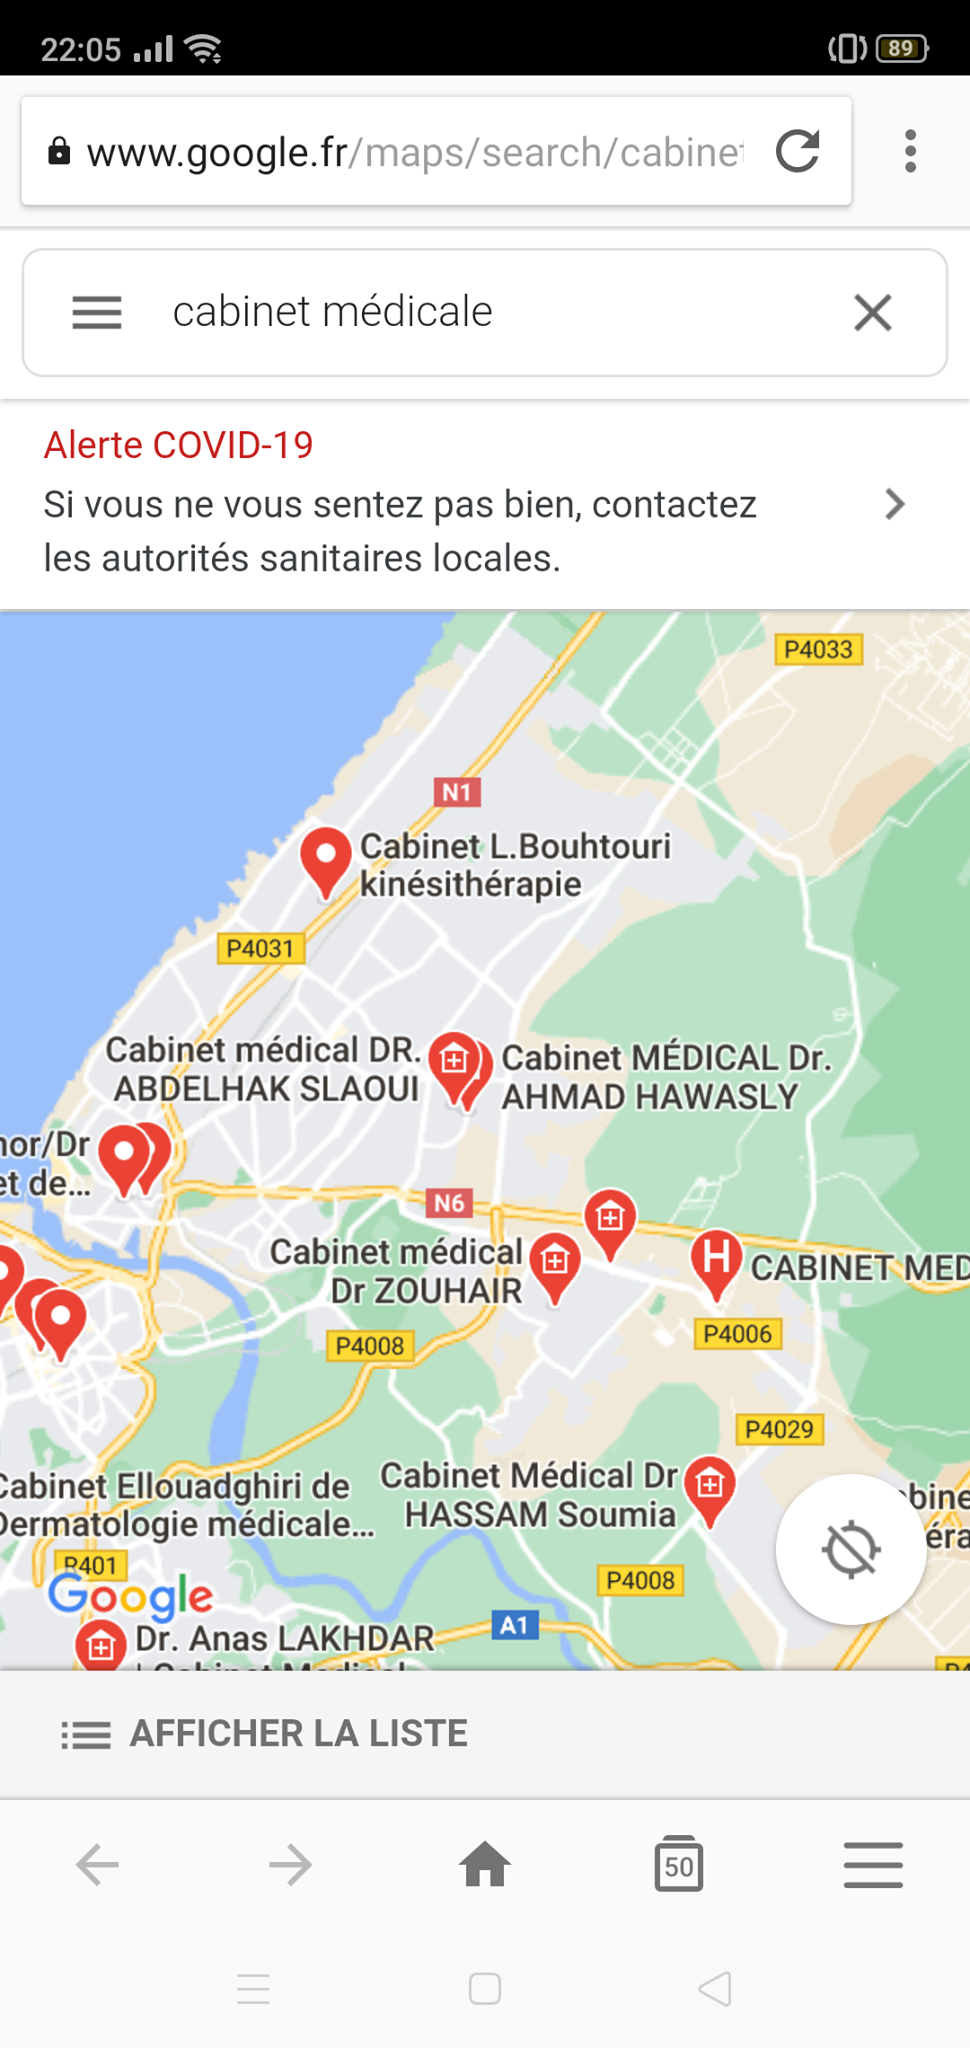 22:05
89
www.google.fr/maps/search/cabinet
cabinet médicale
Alerte COVID-19
Si vous ne vous sentez pas bien, contactez
les autorités sanitaires locales.
P4033
N1
Cabinet L.Bouhtouri
kinésithérapie
P4031
Cabinet médical DR.
ABDELHAK SLAOUI
Cabinet MÉDICAL Dr.
AHMAD HAWASLY
nor/Dr
et de...
N6
Cabinet médical
Dr ZOUHAIR
H
CABINET MED
P4006
P4008
P4029
Cabinet Ellouadghiri de
Dermatologie médicale...
Cabinet Médical Dr
HASSAM Soumia
bine
éra
R401
Google
P4008
A1
Dr. Anas LAKHDAR
| Cabinet Medical
AFFICHER LA LISTE
50